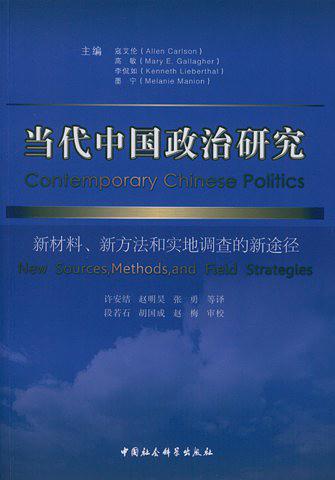 主编 寇艾伦(Allen Carlson)
高 敏(Mary E. Gallagher)
李侃如(Kenneth Lieberthal)
墨 宁(Melanie Manion)
当代中国政治研究
Contemporary Chinese Politics
新材料、新方法和实地调查的新途径
New Sources,Methods,and Field Strategies
许安结 赵明昊 张 勇 等译
段若石 胡国成 赵 梅 审校
中国社会科学出版社